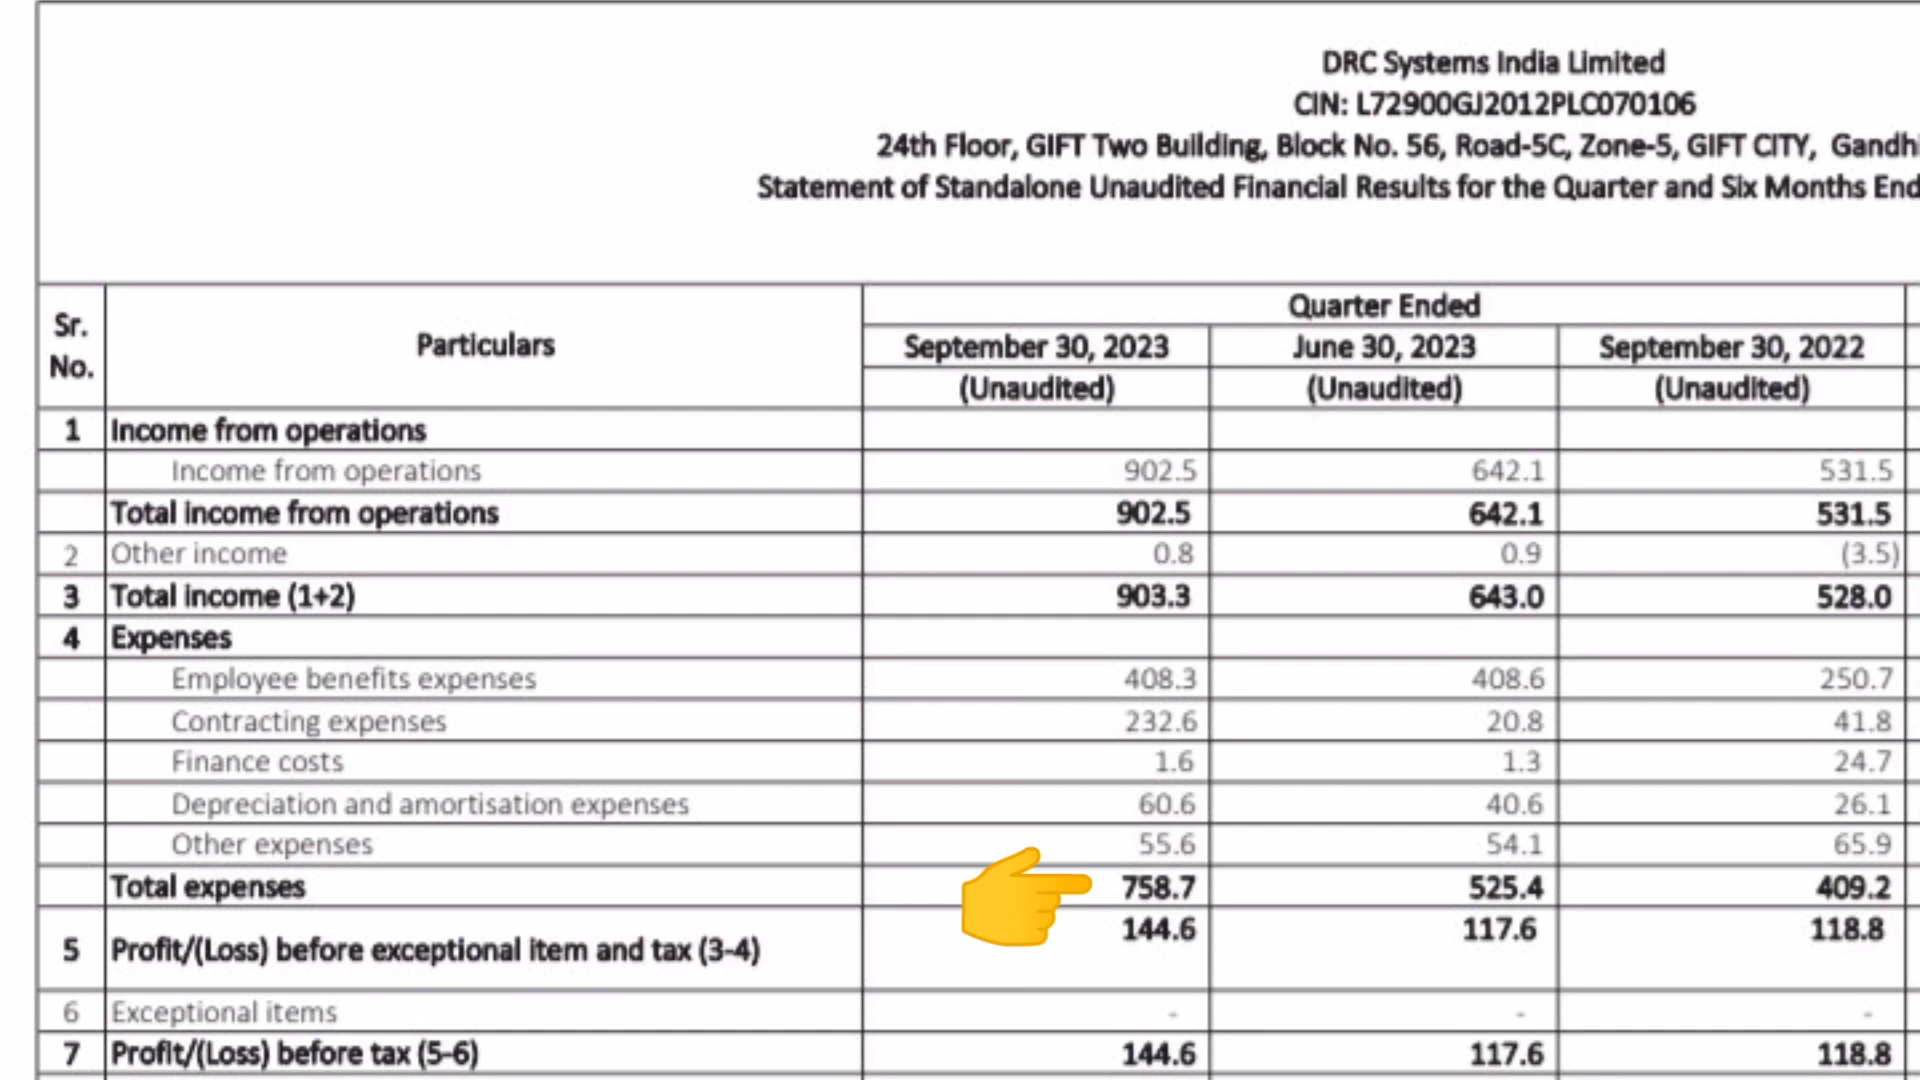 DRC Systems India Limited
CIN: L72900GJ2012PLC070106
24th Floor, GIFT Two Building, Block No. 56, Road-5C, Zone-5, GIFT CITY, Gandhi
Statement of Standalone Unaudited Financial Results for the Quarter and Six Months End
Sr. No. Particulars Quarter Ended
September 30, 2023 June 30, 2023 September 30, 2022
(Unaudited) (Unaudited) (Unaudited)
1 Income from operations
Income from operations 902.5 642.1 531.5
Total income from operations 902.5 642.1 531.5
2 Other income 0.8 0.9 (3.5)
3 Total income (1+2) 903.3 643.0 528.0
4 Expenses
Employee benefits expenses 408.3 408.6 250.7
Contracting expenses 232.6 20.8 41.8
Finance costs 1.6 1.3 24.7
Depreciation and amortisation expenses 60.6 40.6 26.1
Other expenses 55.6 54.1 65.9
Total expenses 758.7 525.4 409.2
5 Profit/(Loss) before exceptional item and tax (3-4) 144.6 117.6 118.8
6 Exceptional items - - -
7 Profit/(Loss) before tax (5-6) 144.6 117.6 118.8